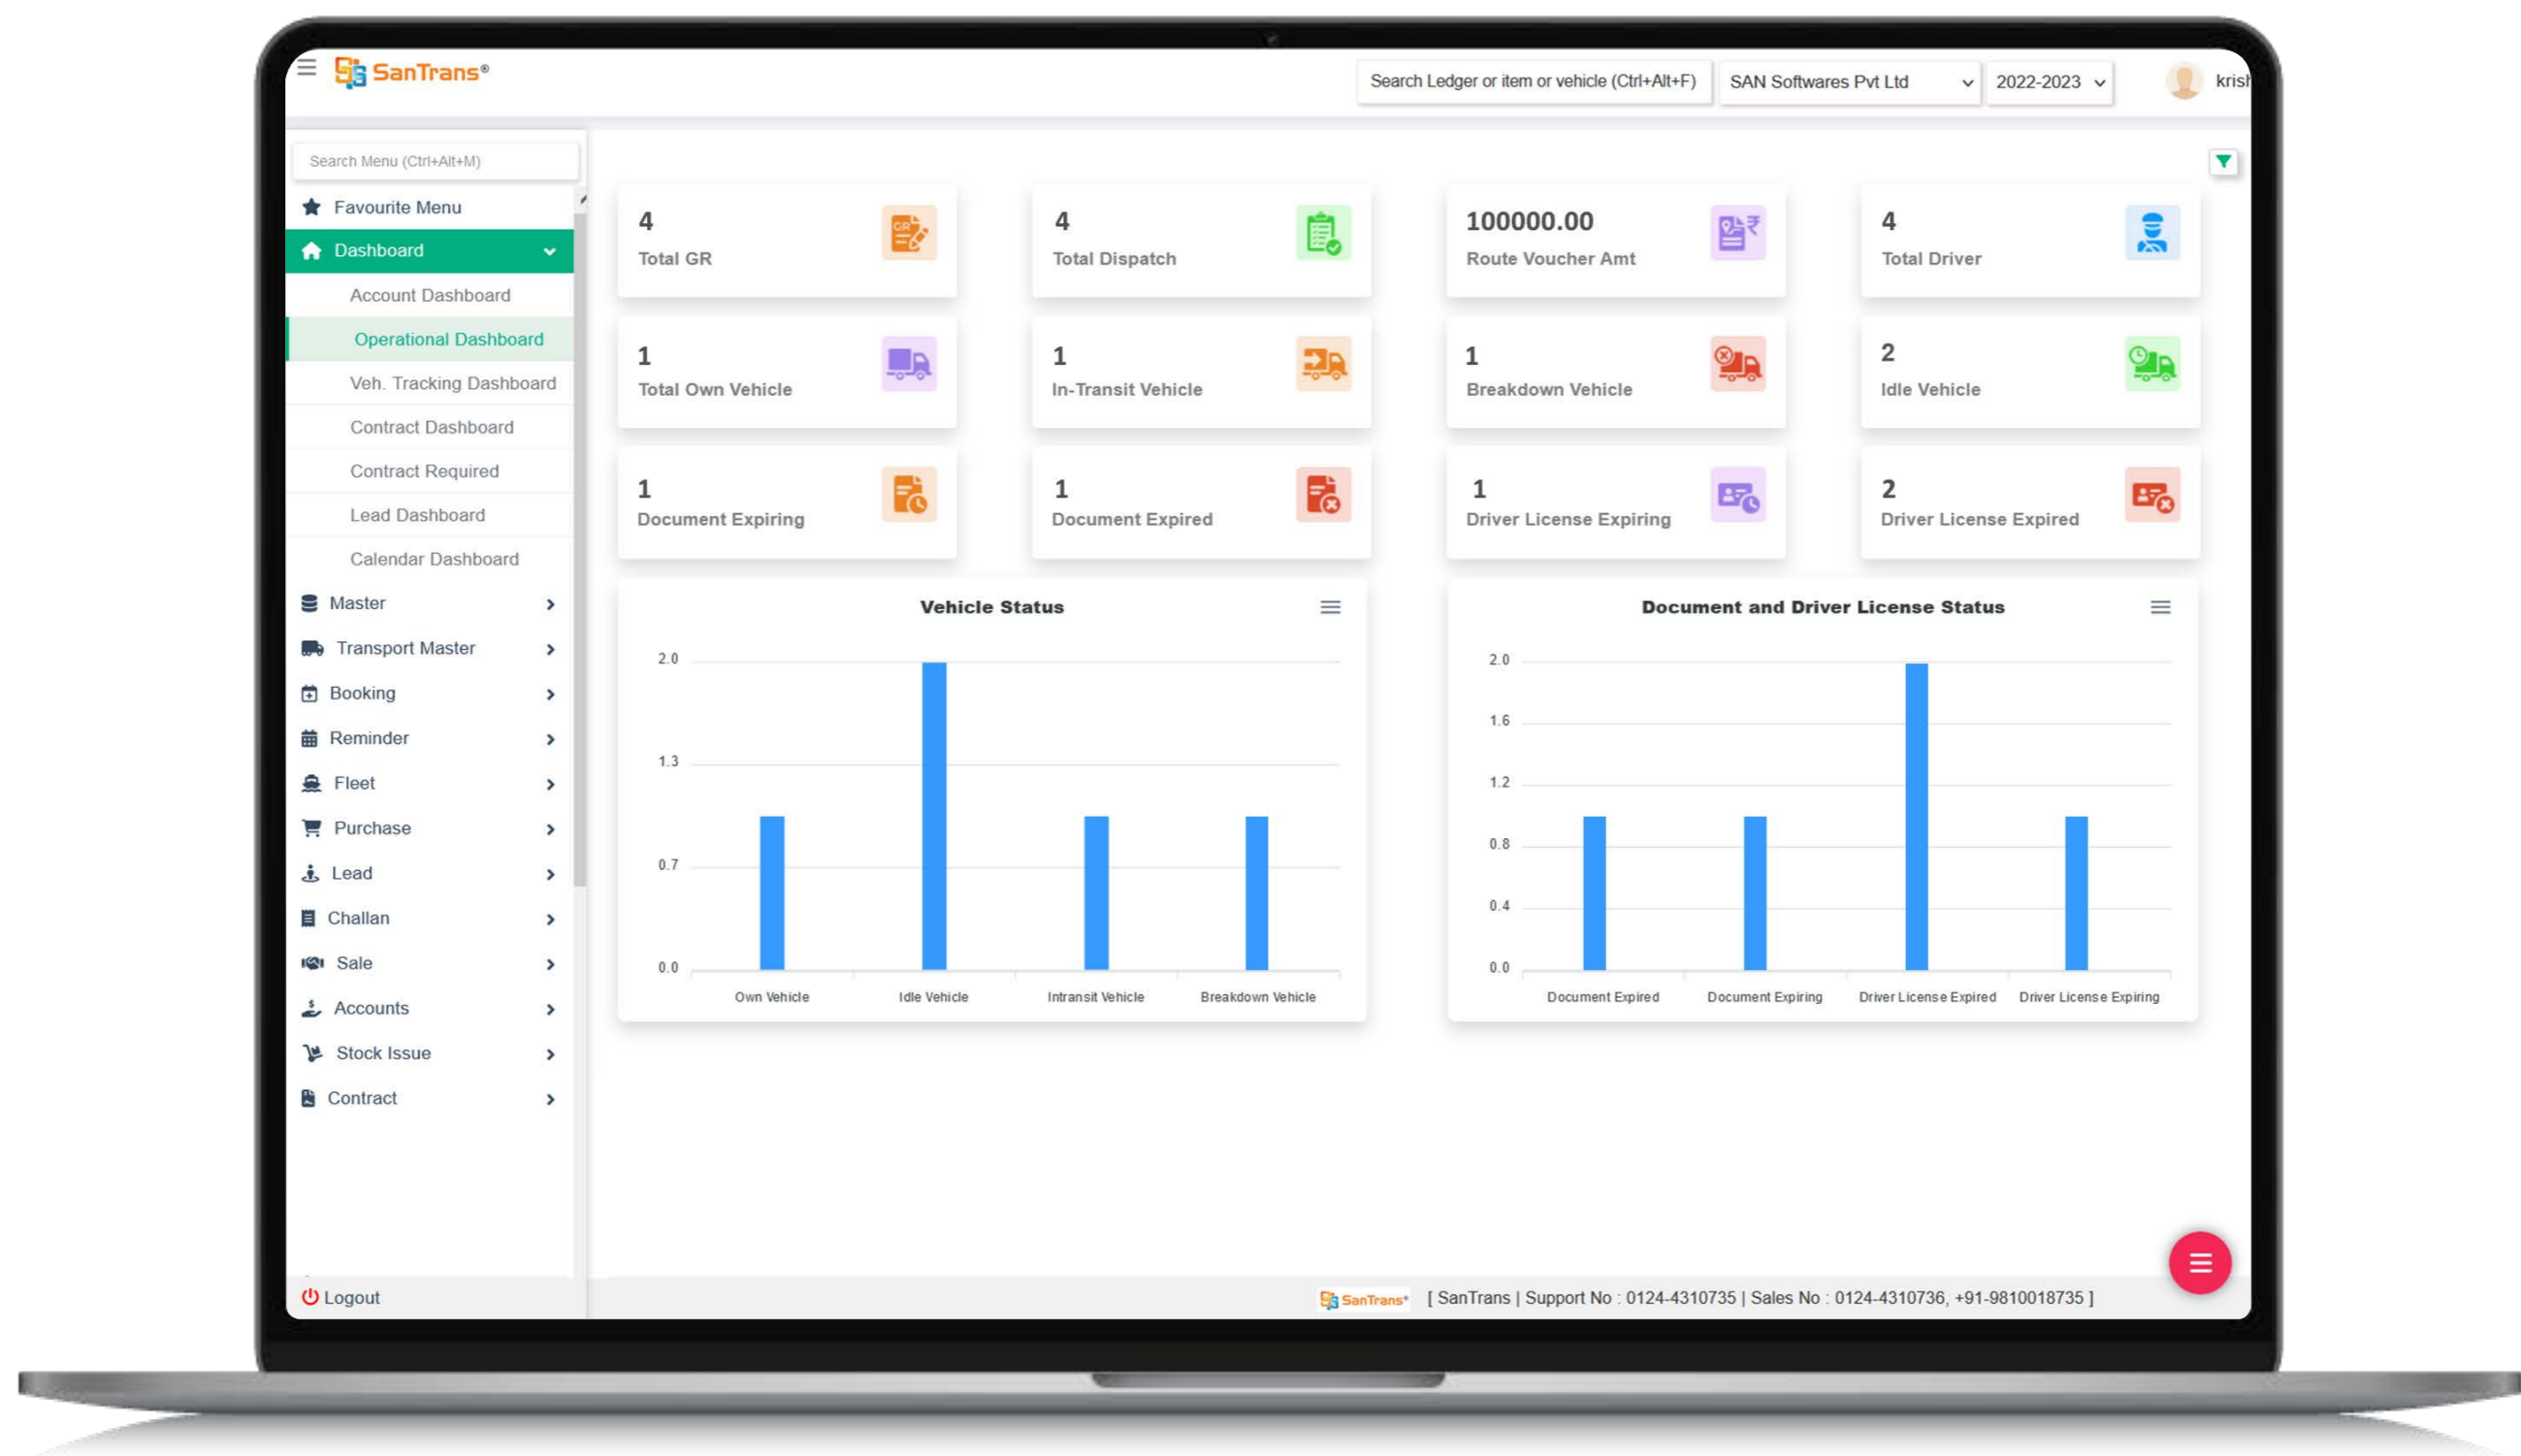 SanTrans®
Search Ledger or item or vehicle (Ctrl+Alt+F)
SAN Softwares Pvt Ltd
2022-2023
krish
Search Menu (Ctrl+Alt+M)
Favourite Menu
Dashboard
Account Dashboard
Operational Dashboard
Veh. Tracking Dashboard
Contract Dashboard
Contract Required
Lead Dashboard
Calendar Dashboard
Master
Transport Master
Booking
Reminder
Fleet
Purchase
Lead
Challan
Sale
Accounts
Stock Issue
Contract
Logout
4
Total GR
GR
4
Total Dispatch
100000.00
Route Voucher Amt
₹
4
Total Driver
1
Total Own Vehicle
1
In-Transit Vehicle
1
Breakdown Vehicle
2
Idle Vehicle
1
Document Expiring
1
Document Expired
1
Driver License Expiring
2
Driver License Expired
Vehicle Status
2.0
1.3
0.7
0.0
Own Vehicle
Idle Vehicle
Intransit Vehicle
Breakdown Vehicle
Document and Driver License Status
2.0
1.6
1.2
0.8
0.4
0.0
Document Expired
Document Expiring
Driver License Expired
Driver License Expiring
SanTrans®
[ SanTrans | Support No : 0124-4310735 | Sales No : 0124-4310736, +91-9810018735 ]